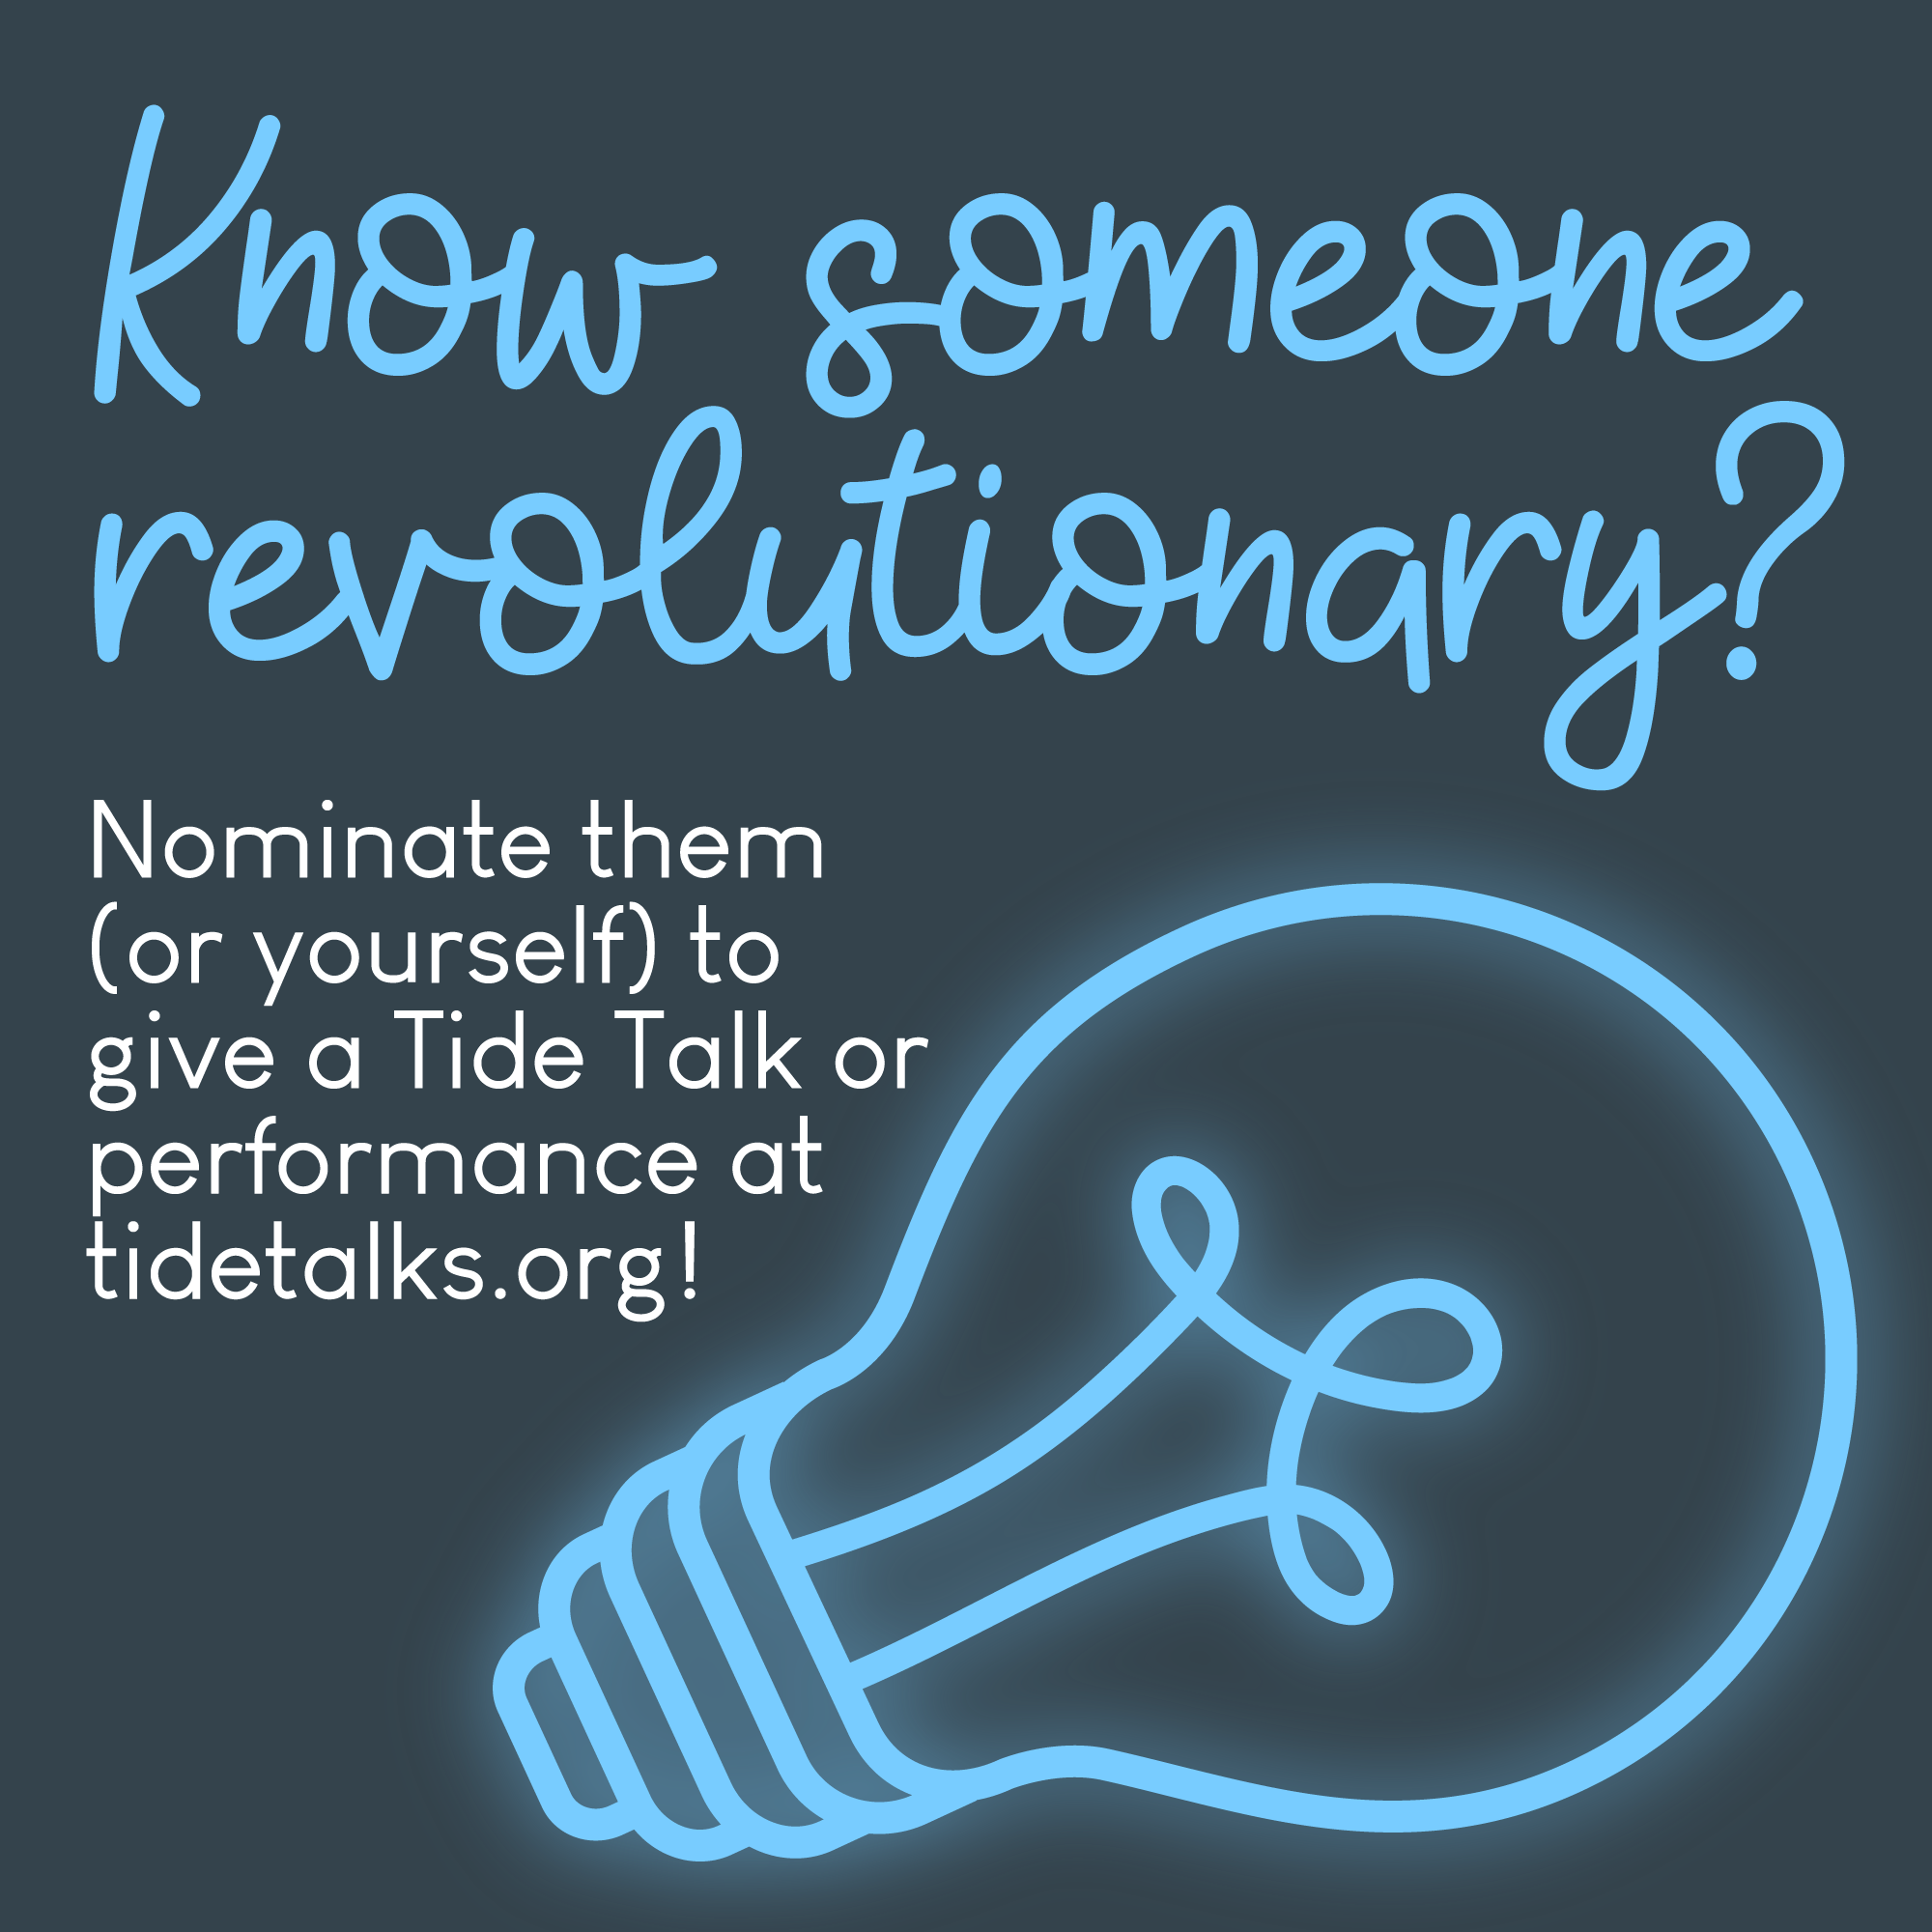 Know someone
revolutionary?
Nominate them
(or yourself) to
give a Tide Talk or
performance at
tidetalks.org!